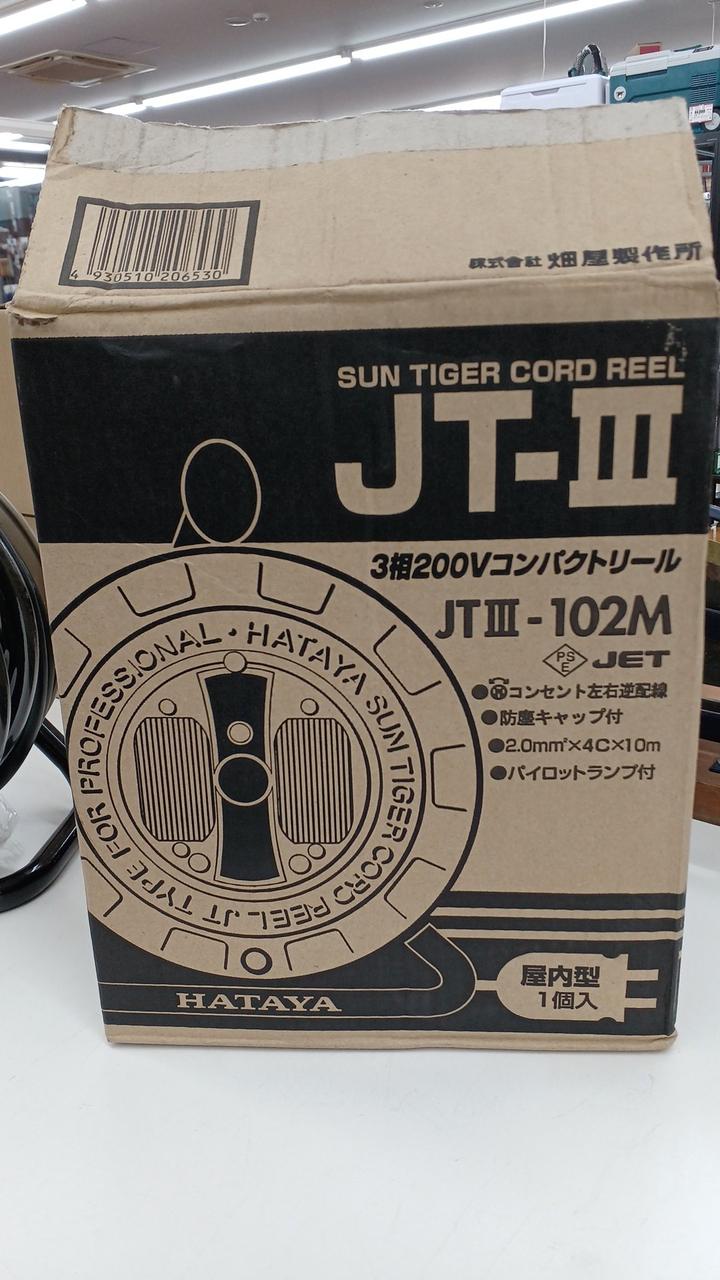 4 930510 206530
株式会社 畑屋製作所
SUN TIGER CORD REEL
JT-III
3相200Vコンパクトリール
JTIII-102M
PSE JET
●コンセント左右逆配線
●防塵キャップ付
●2.0mm²×4C×10m
●パイロットランプ付
HATAYA SUN TIGER CORD REEL JT TYPE FOR PROFESSIONAL・
HATAYA
屋内型
1個入